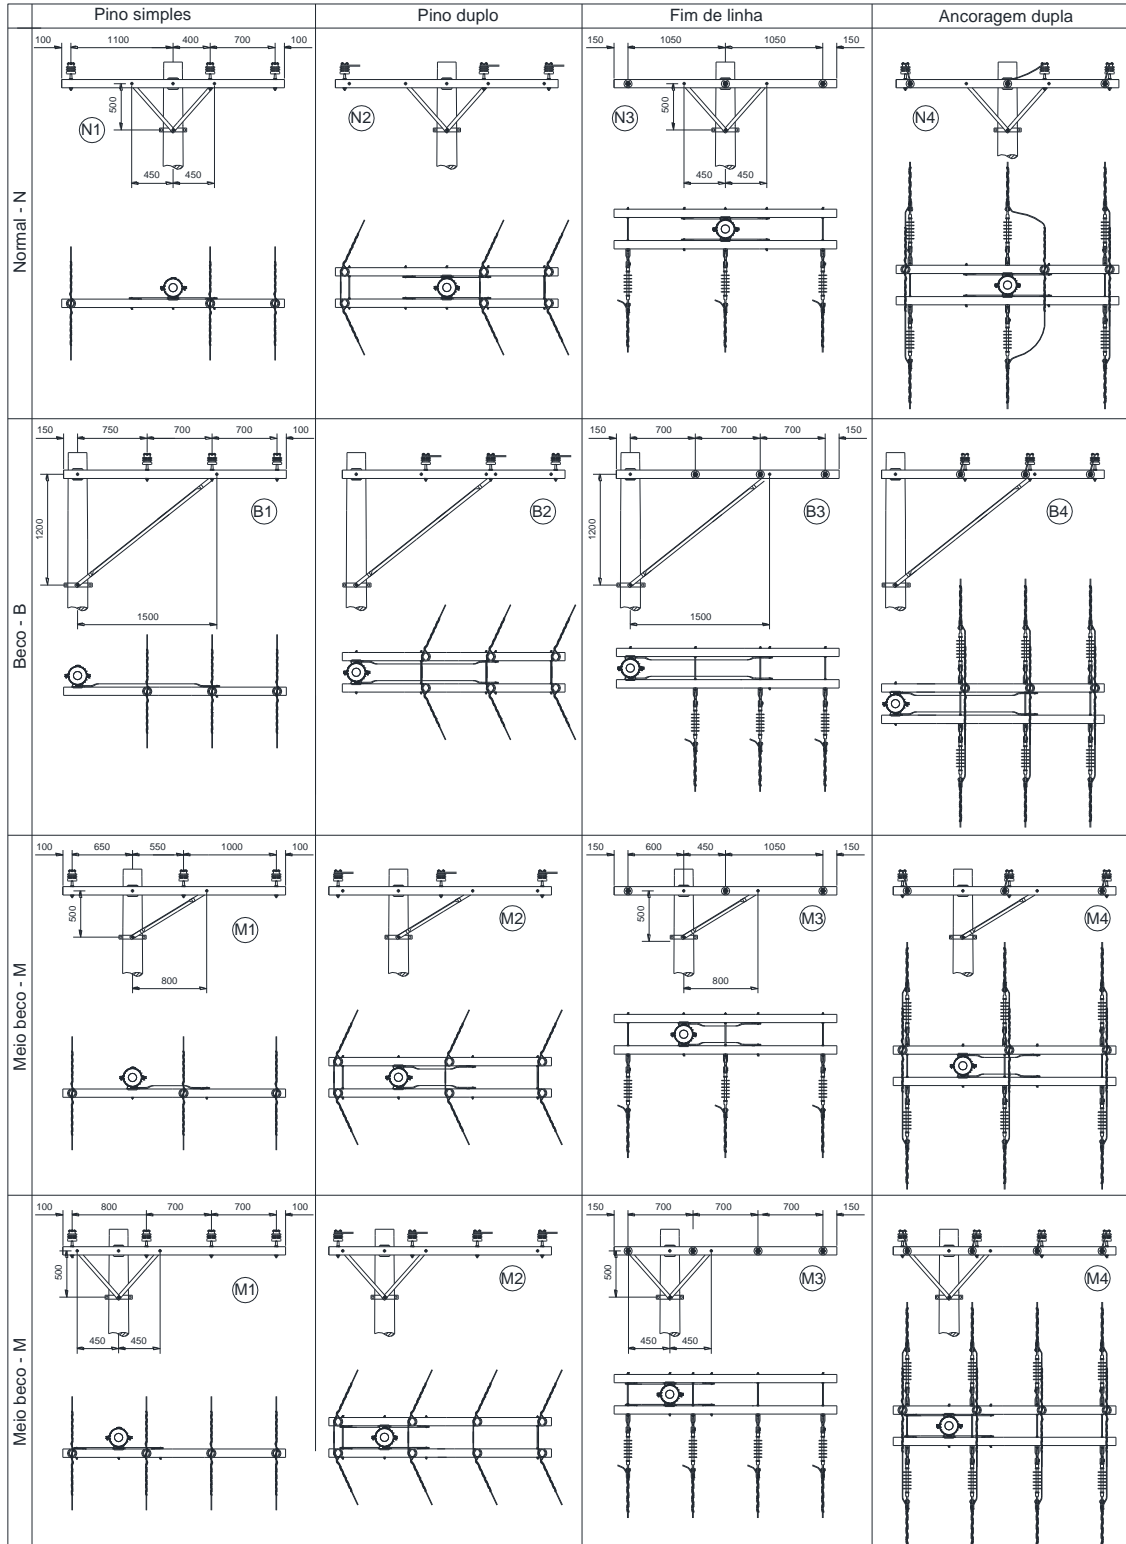 Pino simples
Pino duplo
Fim de linha
Ancoragem dupla
Normal - N
100 1100 400 700 100
500
N1
450 450
N2
150 1050 1050 150
500
N3
450 450
N4
Beco - B
150 750 700 700 100
1200
B1
1500
B2
150 700 700 700 150
1200
B3
1500
B4
Meio beco - M
100 650 550 1000 100
500
M1
800
M2
150 600 450 1050 150
500
M3
800
M4
Meio beco - M
100 800 700 700 100
500
M1
450 450
M2
150 700 700 700 150
500
M3
450 450
M4